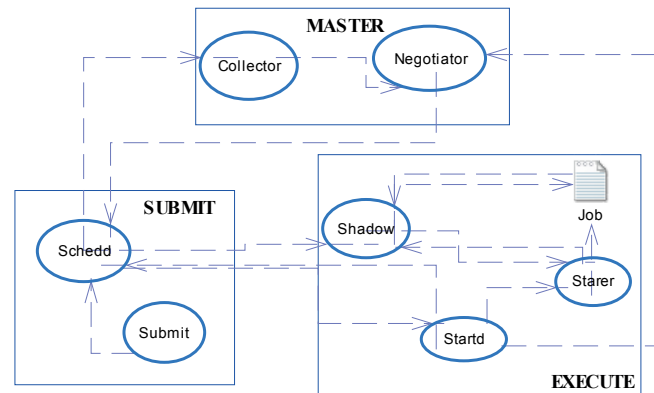 MASTER
Collector
Negotiator
SUBMIT
Schedd
Submit
Shadow
Job
Starer
Startd
EXECUTE